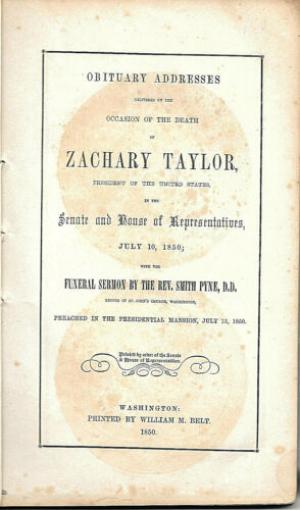 OBITUARY ADDRESSES
DELIVERED ON THE
OCCASION OF THE DEATH
OF
ZACHARY TAYLOR,
PRESIDENT OF THE UNITED STATES,
IN THE
Senate and House of Representatives,
JULY 10, 1850;
WITH THE
FUNERAL SERMON BY THE REV. SMITH PYNE, D.D.
RECTOR OF ST. JOHN'S CHURCH, WASHINGTON,
PREACHED IN THE PRESIDENTIAL MANSION, JULY 13, 1850.
Printed by order of the Senate
& House of Representatives
WASHINGTON:
PRINTED BY WILLIAM M. BELT.
1850.